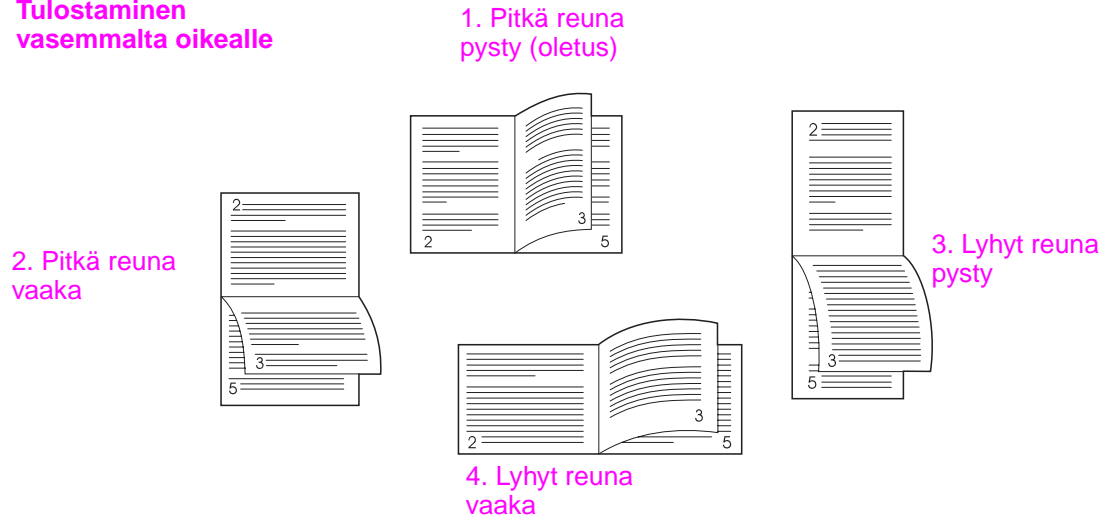 Tulostaminen
vasemmalta oikealle
1. Pitkä reuna
pysty (oletus)
2
3
5
2. Pitkä reuna
vaaka
2
3
5
2
3
5
3. Lyhyt reuna
pysty
2
3
5
4. Lyhyt reuna
vaaka